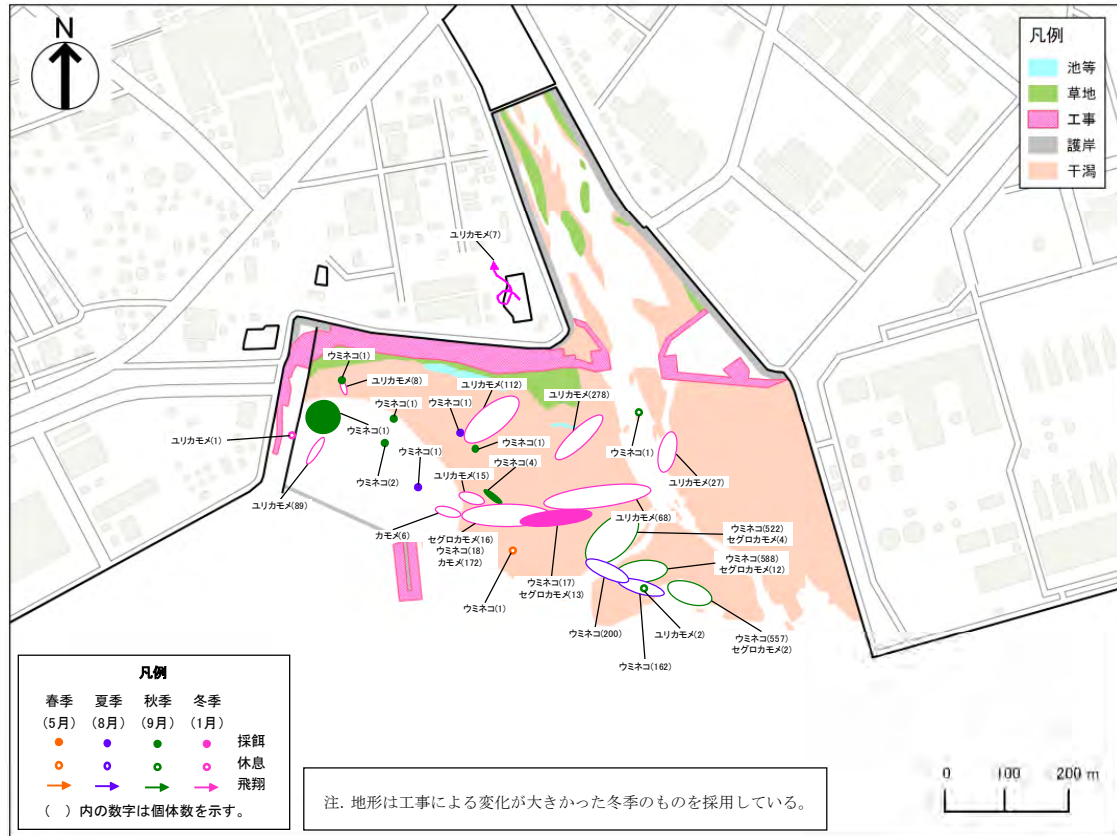 N
凡例
池等
草地
工事
護岸
干潟
ユリカモメ(7)
ウミネコ(1)
ユリカモメ(8)
ユリカモメ(112)
ユリカモメ(278)
ウミネコ(1)
ウミネコ(1)
ウミネコ(1)
ユリカモメ(1)
ウミネコ(1)
ウミネコ(1)
ウミネコ(1)
ウミネコ(2)
ウミネコ(4)
ユリカモメ(27)
ユリカモメ(15)
ユリカモメ(89)
ユリカモメ(68)
カモメ(6)
セグロカモメ(16)
ウミネコ(18)
カモメ(172)
ウミネコ(522)
セグロカモメ(4)
ウミネコ(588)
セグロカモメ(12)
ウミネコ(17)
セグロカモメ(13)
ウミネコ(1)
ウミネコ(200)
ユリカモメ(2)
ウミネコ(557)
セグロカモメ(2)
ウミネコ(162)
凡例
春季 夏季 秋季 冬季
(5月) (8月) (9月) (1月)
採餌
休息
飛翔
( )内の数字は個体数を示す。
注. 地形は工事による変化が大きかった冬季のものを採用している。
0 100 200 m